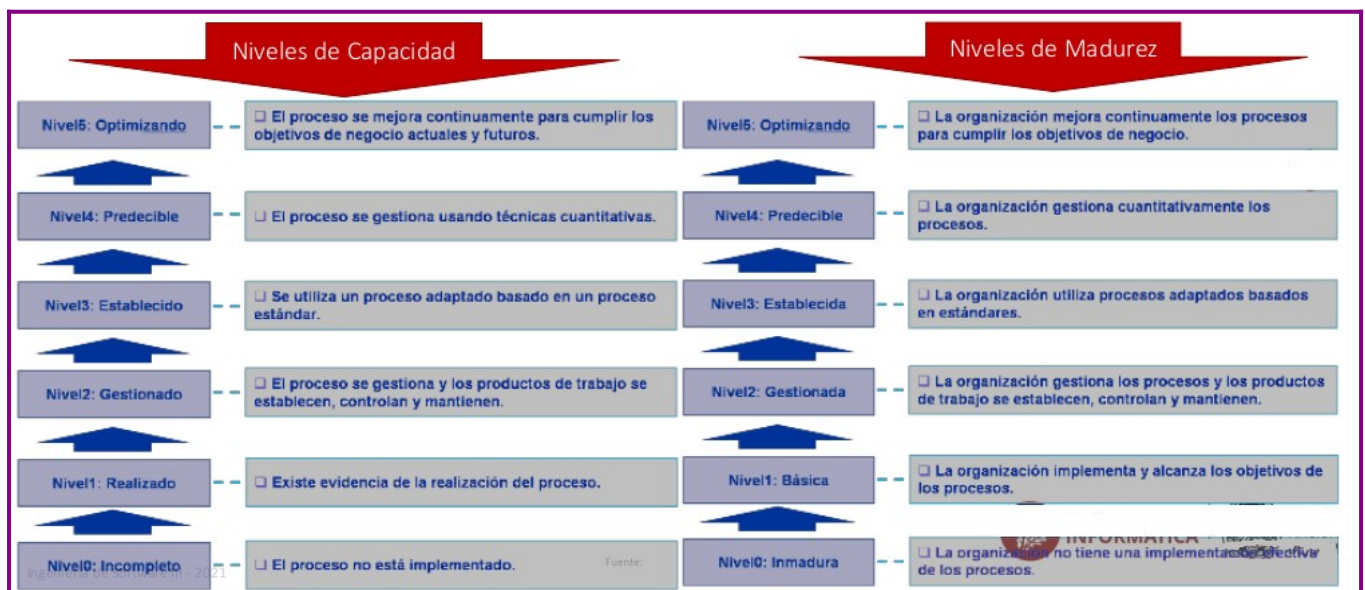 Niveles de Capacidad
Niveles de Madurez
Nivel5: Optimizando
❑ El proceso se mejora continuamente para cumplir los
objetivos de negocio actuales y futuros.
Nivel5: Optimizando
❑ La organización mejora continuamente los procesos
para cumplir los objetivos de negocio.
Nivel4: Predecible
❑ El proceso se gestiona usando técnicas cuantitativas.
Nivel4: Predecible
❑ La organización gestiona cuantitativamente los
procesos.
Nivel3: Establecido
❑ Se utiliza un proceso adaptado basado en un proceso
estándar.
Nivel3: Establecida
❑ La organización utiliza procesos adaptados basados
en estándares.
Nivel2: Gestionado
❑ El proceso se gestiona y los productos de trabajo se
establecen, controlan y mantienen.
Nivel2: Gestionada
❑ La organización gestiona los procesos y los productos
de trabajo se establecen, controlan y mantienen.
Nivel1: Realizado
❑ Existe evidencia de la realización del proceso.
Nivel1: Básica
❑ La organización implementa y alcanza los objetivos de
los procesos.
INFORMÁTICA
Nivel0: Incompleto
❑ El proceso no está implementado.
Fuente:
Nivel0: Inmadura
❑ La organización no tiene una implementación efectiva
de los procesos.
Ingeniería de Software III - 2021